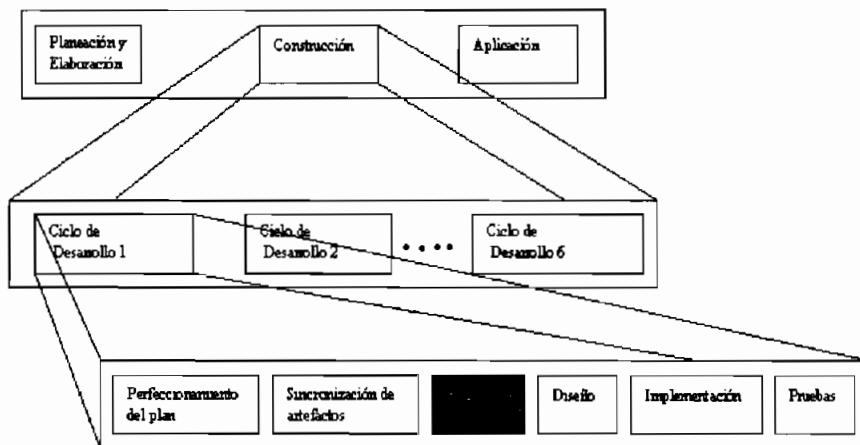 Planeación y
Elaboración
Construcción
Aplicación
Ciclo de
Desarrollo 1
Ciclo de
Desarrollo 2
Ciclo de
Desarrollo 6
Perfeccionamiento
del plan
Sincronización de
artefactos
Diseño
Implementación
Pruebas